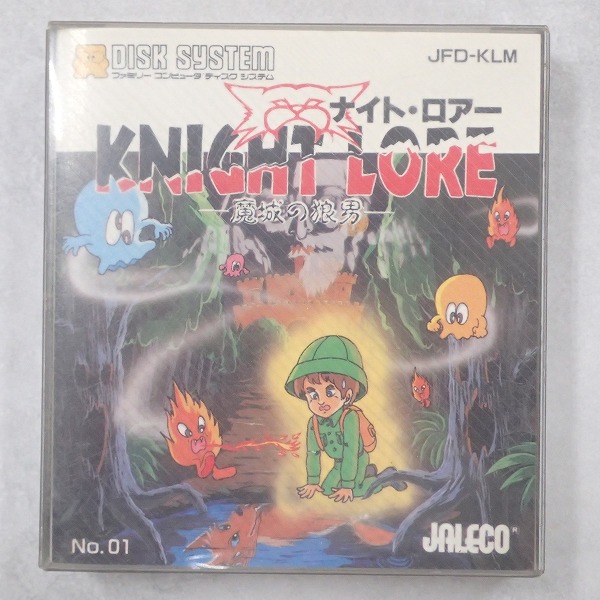 DISK SYSTEM
ファミリー コンピュータ ディスク システム
JFD-KLM
ナイト・ロアー
KNIGHT LORE
—魔城の狼男—
No.01
JALECO®